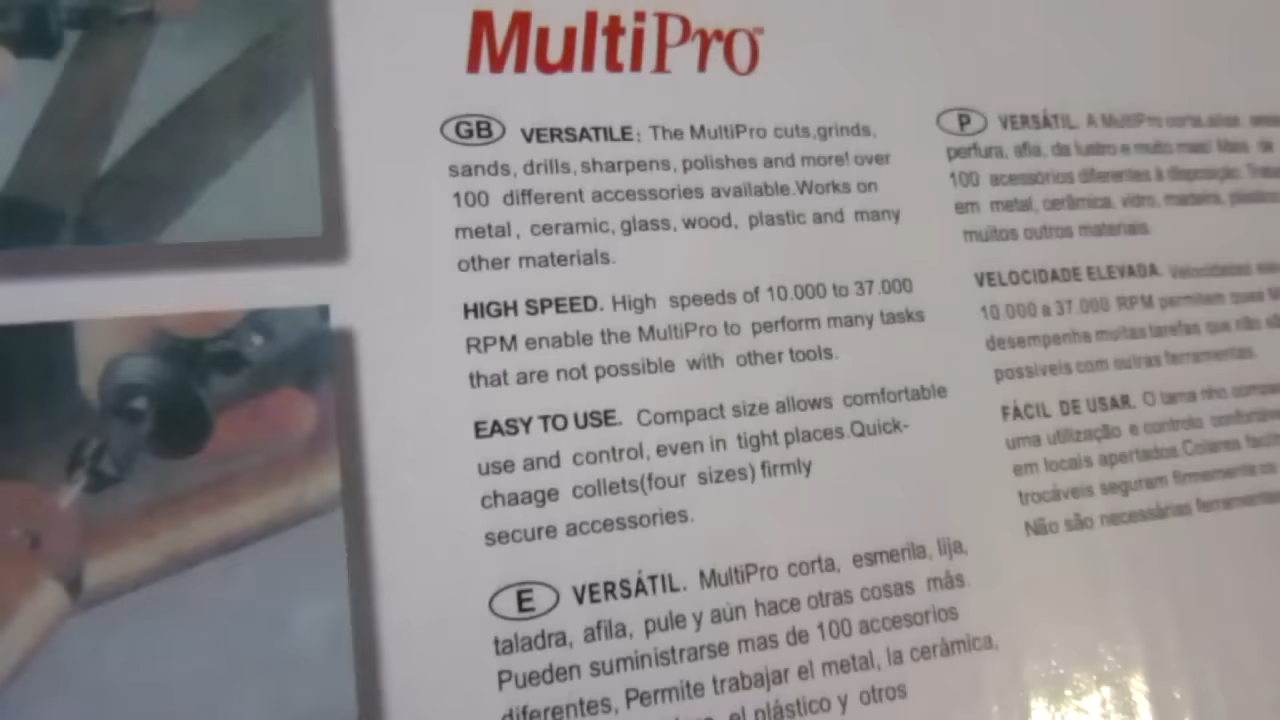 MultiPro™
GB VERSATILE: The MultiPro cuts,grinds,
sands, drills, sharpens, polishes and more! over
100 different accessories available.Works on
metal, ceramic, glass, wood, plastic and many
other materials.
HIGH SPEED. High speeds of 10.000 to 37.000
RPM enable the MultiPro to perform many tasks
that are not possible with other tools.
EASY TO USE. Compact size allows comfortable
use and control, even in tight places.Quick-
chaage collets(four sizes) firmly
secure accessories.
E VERSÁTIL. MultiPro corta, esmerila, lija,
taladra, afila, pule y aún hace otras cosas más.
Pueden suministrarse mas de 100 accesorios
diferentes, Permite trabajar el metal, la cerámica,
el plástico y otros
P VERSÁTIL. A MultiPro corta,
perfura, afia, da lustro e muito mais! Mais de
100 acessórios diferentes à disposição.
em metal, cerâmica, vidro, madeira,
muitos outros materiais.
VELOCIDADE ELEVADA. Velocidades
10.000 a 37.000 RPM permitem
desempenhe muitas tarefas que não
possíveis com outras ferramentas.
FÁCIL DE USAR. O tama nho
uma utilização e controlo
em locais apertados.Colares
trocáveis seguram firmemente os
Não são necessárias